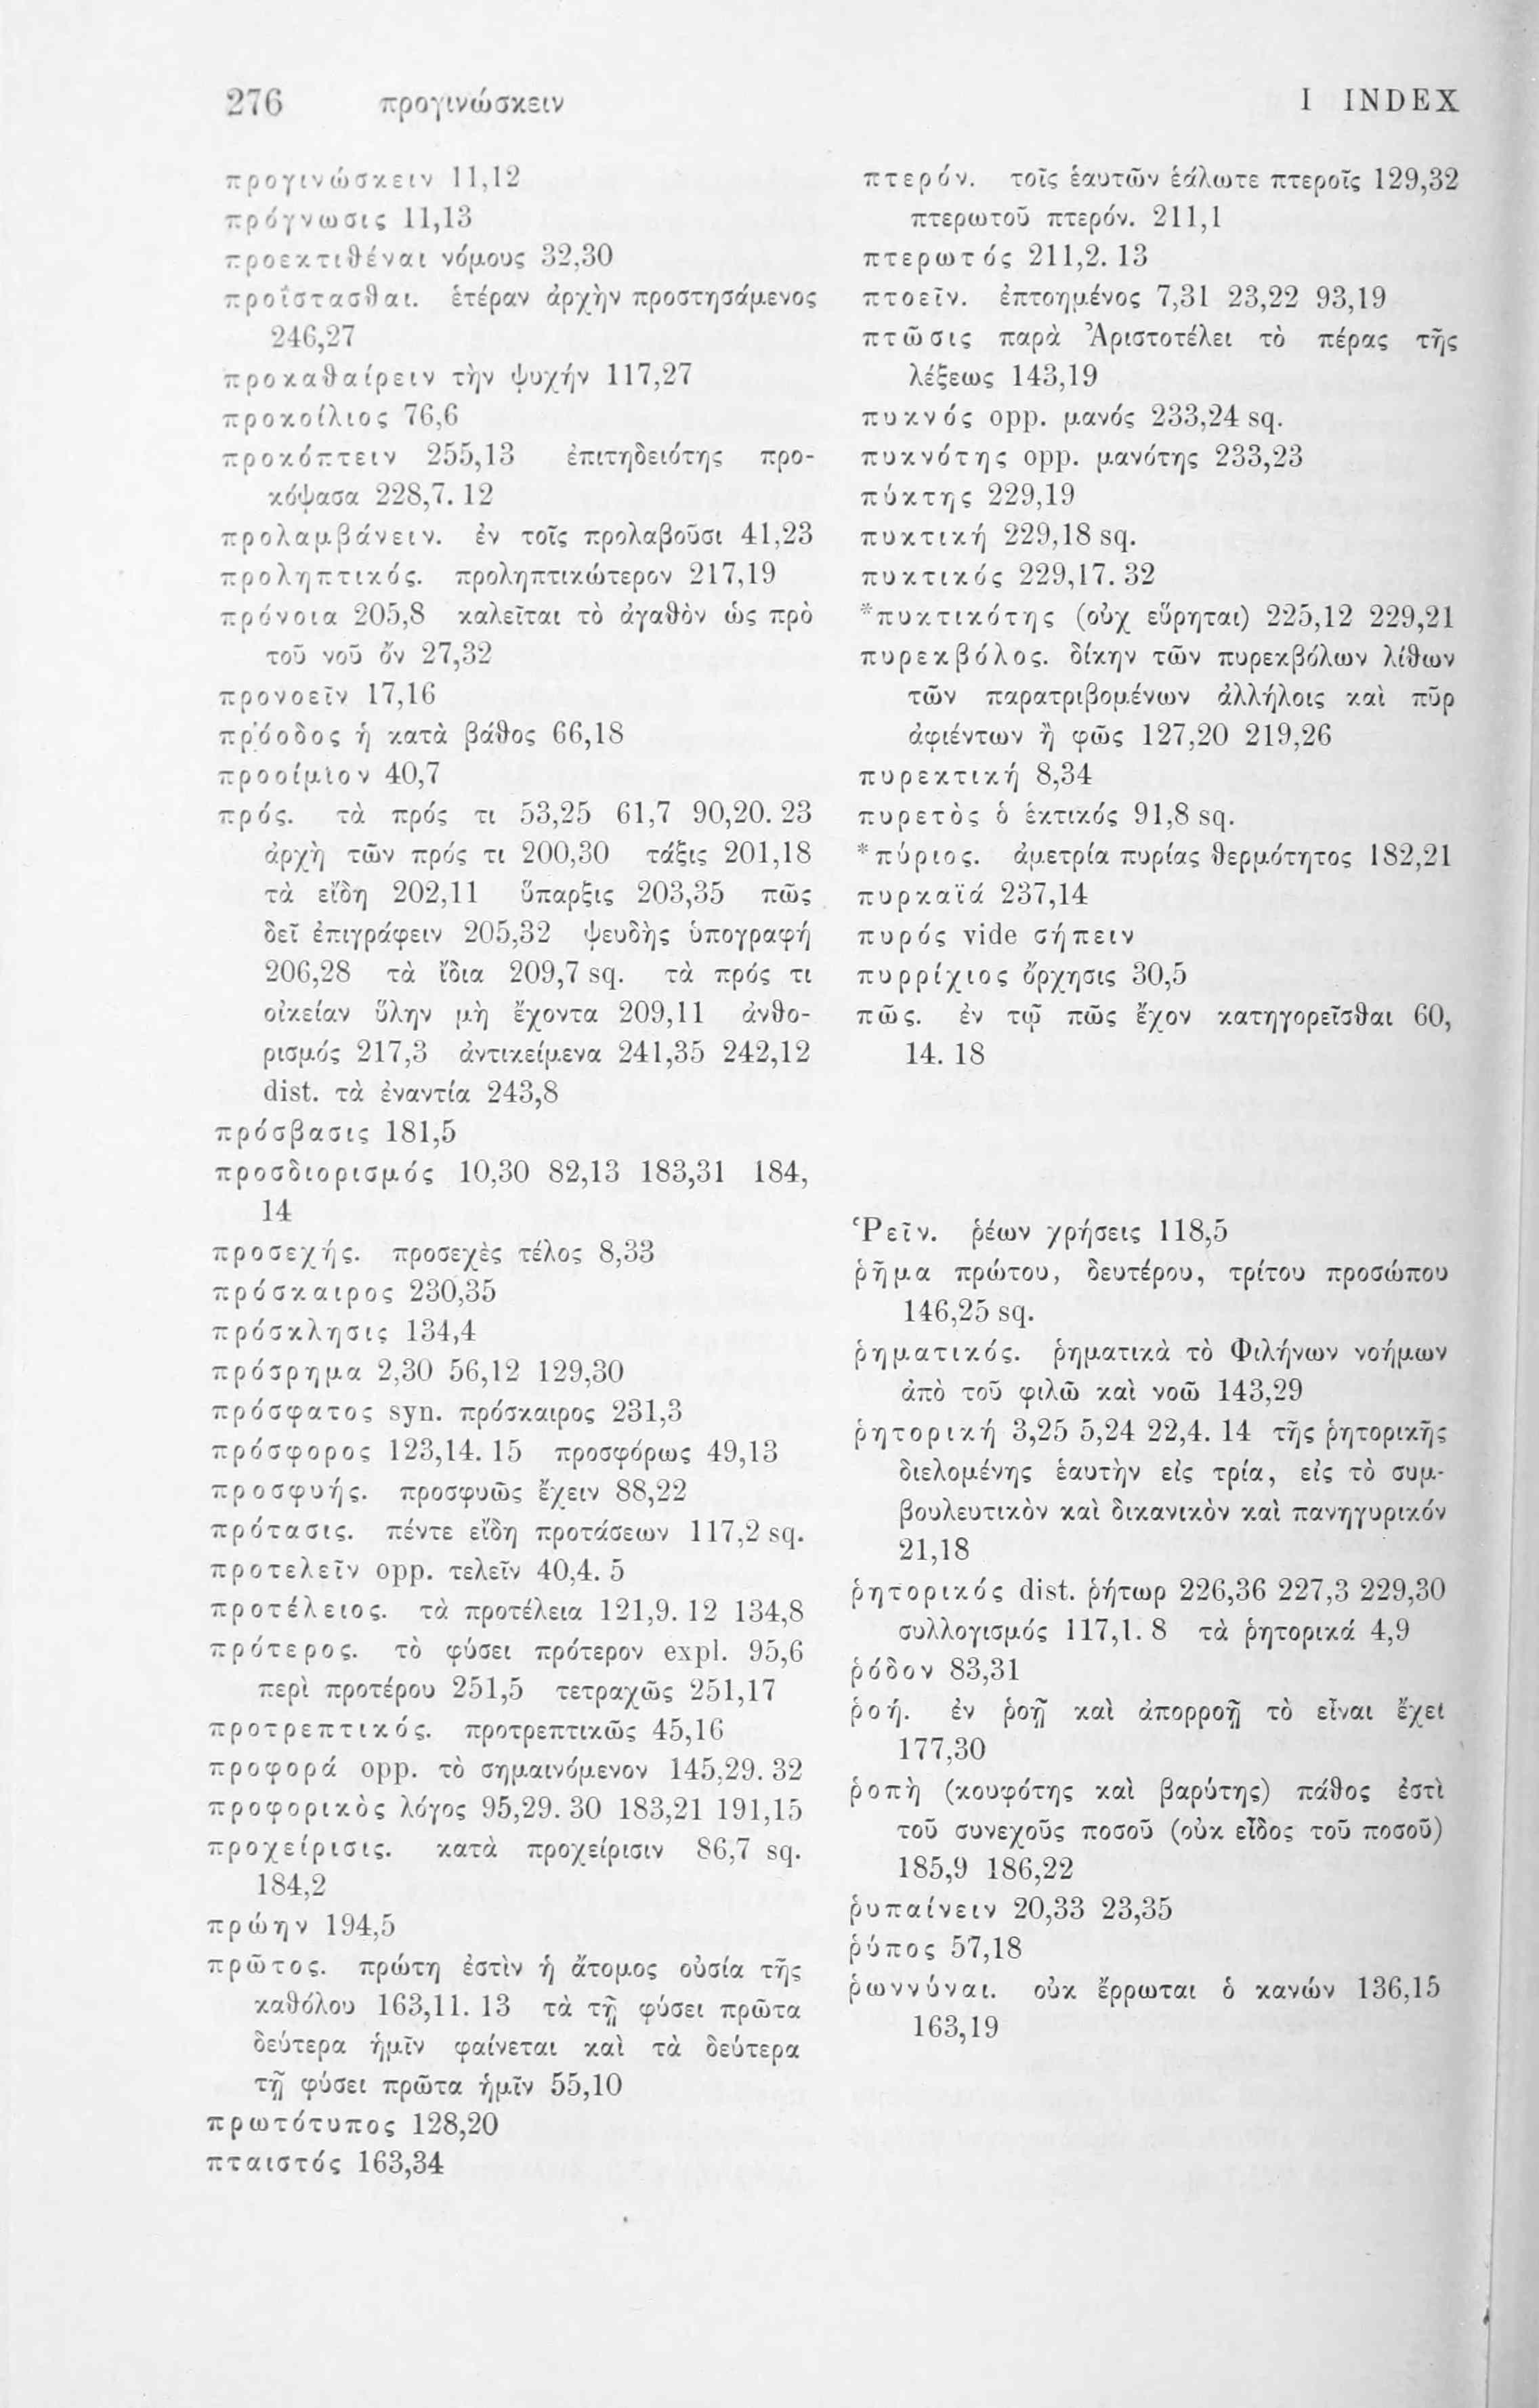 276 προγινώσκειν I INDEX
προγινώσκειν 11,12
πρόγνωσις 11,13
προεκτιθέναι νόμους 32,30
προΐστασθαι. ἑτέραν ἀρχὴν προστησάμενος
246,27
προκαθαίρειν τὴν ψυχήν 117,27
προκοίλιος 76,6
προκόπτειν 255,13 ἐπιτηδειότης προ-
κόψασα 228,7. 12
προλαμβάνειν. ἐν τοῖς προλαβοῦσι 41,23
προληπτικός. προληπτικώτερον 217,19
πρόνοια 205,8 καλεῖται τὸ ἀγαθὸν ὡς πρὸ
τοῦ νοῦ ὄν 27,32
προνοεῖν 17,16
πρόοδος ἡ κατὰ βάθος 66,18
προοίμιον 40,7
πρός. τὰ πρός τι 53,25 61,7 90,20. 23
ἀρχὴ τῶν πρός τι 200,30 τάξις 201,18
τὰ εἴδη 202,11 ὕπαρξις 203,35 πῶς
δεῖ ἐπιγράφειν 205,32 ψευδὴς ὑπογραφή
206,28 τὰ ἴδια 209,7 sq. τὰ πρός τι
οἰκείαν ὕλην μὴ ἔχοντα 209,11 ἀνθο-
ρισμός 217,3 ἀντικείμενα 241,35 242,12
dist. τὰ ἐναντία 243,8
πρόσβασις 181,5
προσδιορισμός 10,30 82,13 183,31 184,
14
προσεχής. προσεχὲς τέλος 8,33
πρόσκαιρος 230,35
πρόσκλησις 134,4
πρόσρημα 2,30 56,12 129,30
πρόσφατος syn. πρόσκαιρος 231,3
πρόσφορος 123,14. 15 προσφόρως 49,13
προσφυής. προσφυῶς ἔχειν 88,22
πρότασις. πέντε εἴδη προτάσεων 117,2 sq.
προτελεῖν opp. τελεῖν 40,4. 5
προτέλειος. τὰ προτέλεια 121,9. 12 134,8
πρότερος. τὸ φύσει πρότερον expl. 95,6
περὶ προτέρου 251,5 τετραχῶς 251,17
προτρεπτικός. προτρεπτικῶς 45,16
προφορά opp. τὸ σημαινόμενον 145,29. 32
προφορικὸς λόγος 95,29. 30 183,21 191,15
προχείρισις. κατὰ προχείρισιν 86,7 sq.
184,2
πρώην 194,5
πρῶτος. πρώτη ἐστὶν ἡ ἄτομος οὐσία τῆς
καθόλου 163,11. 13 τὰ τῇ φύσει πρῶτα
δεύτερα ἡμῖν φαίνεται καὶ τὰ δεύτερα
τῇ φύσει πρῶτα ἡμῖν 55,10
πρωτότυπος 128,20
πταιστός 163,34
πτερόν. τοῖς ἑαυτῶν ἑάλωτε πτεροῖς 129,32
πτερωτοῦ πτερόν. 211,1
πτερωτός 211,2. 13
πτοεῖν. ἐπτοημένος 7,31 23,22 93,19
πτῶσις παρὰ Ἀριστοτέλει τὸ πέρας τῆς
λέξεως 143,19
πυκνός opp. μανός 233,24 sq.
πυκνότης opp. μανότης 233,23
πύκτης 229,19
πυκτική 229,18 sq.
πυκτικός 229,17. 32
*πυκτικότης (οὐχ εὕρηται) 225,12 229,21
πυρεκβόλος. δίκην τῶν πυρεκβόλων λίθων
τῶν παρατριβομένων ἀλλήλοις καὶ πῦρ
ἀφιέντων ἢ φῶς 127,20 219,26
πυρεκτική 8,34
πυρετὸς ὁ ἑκτικός 91,8 sq.
*πύριος. ἀμετρία πυρίας θερμότητος 182,21
πυρκαϊά 237,14
πυρός vide σήπειν
πυρρίχιος ὄρχησις 30,5
πῶς. ἐν τῷ πῶς ἔχον κατηγορεῖσθαι 60,
14. 18
Ῥεῖν. ῥέων χρήσεις 118,5
ῥῆμα πρώτου, δευτέρου, τρίτου προσώπου
146,25 sq.
ῥηματικός. ῥηματικὰ τὸ Φιλήνων νοήμων
ἀπὸ τοῦ φιλῶ καὶ νοῶ 143,29
ῥητορική 3,25 5,24 22,4. 14 τῆς ῥητορικῆς
διελομένης ἑαυτὴν εἰς τρία, εἰς τὸ συμ-
βουλευτικὸν καὶ δικανικὸν καὶ πανηγυρικόν
21,18
ῥητορικός dist. ῥήτωρ 226,36 227,3 229,30
συλλογισμός 117,1. 8 τὰ ῥητορικά 4,9
ῥόδον 83,31
ῥοή. ἐν ῥοῇ καὶ ἀπορροῇ τὸ εἶναι ἔχει
177,30
ῥοπὴ (κουφότης καὶ βαρύτης) πάθος ἐστὶ
τοῦ συνεχοῦς ποσοῦ (οὐκ εἶδος τοῦ ποσοῦ)
185,9 186,22
ῥυπαίνειν 20,33 23,35
ῥύπος 57,18
ῥωννύναι. οὐκ ἔρρωται ὁ κανών 136,15
163,19